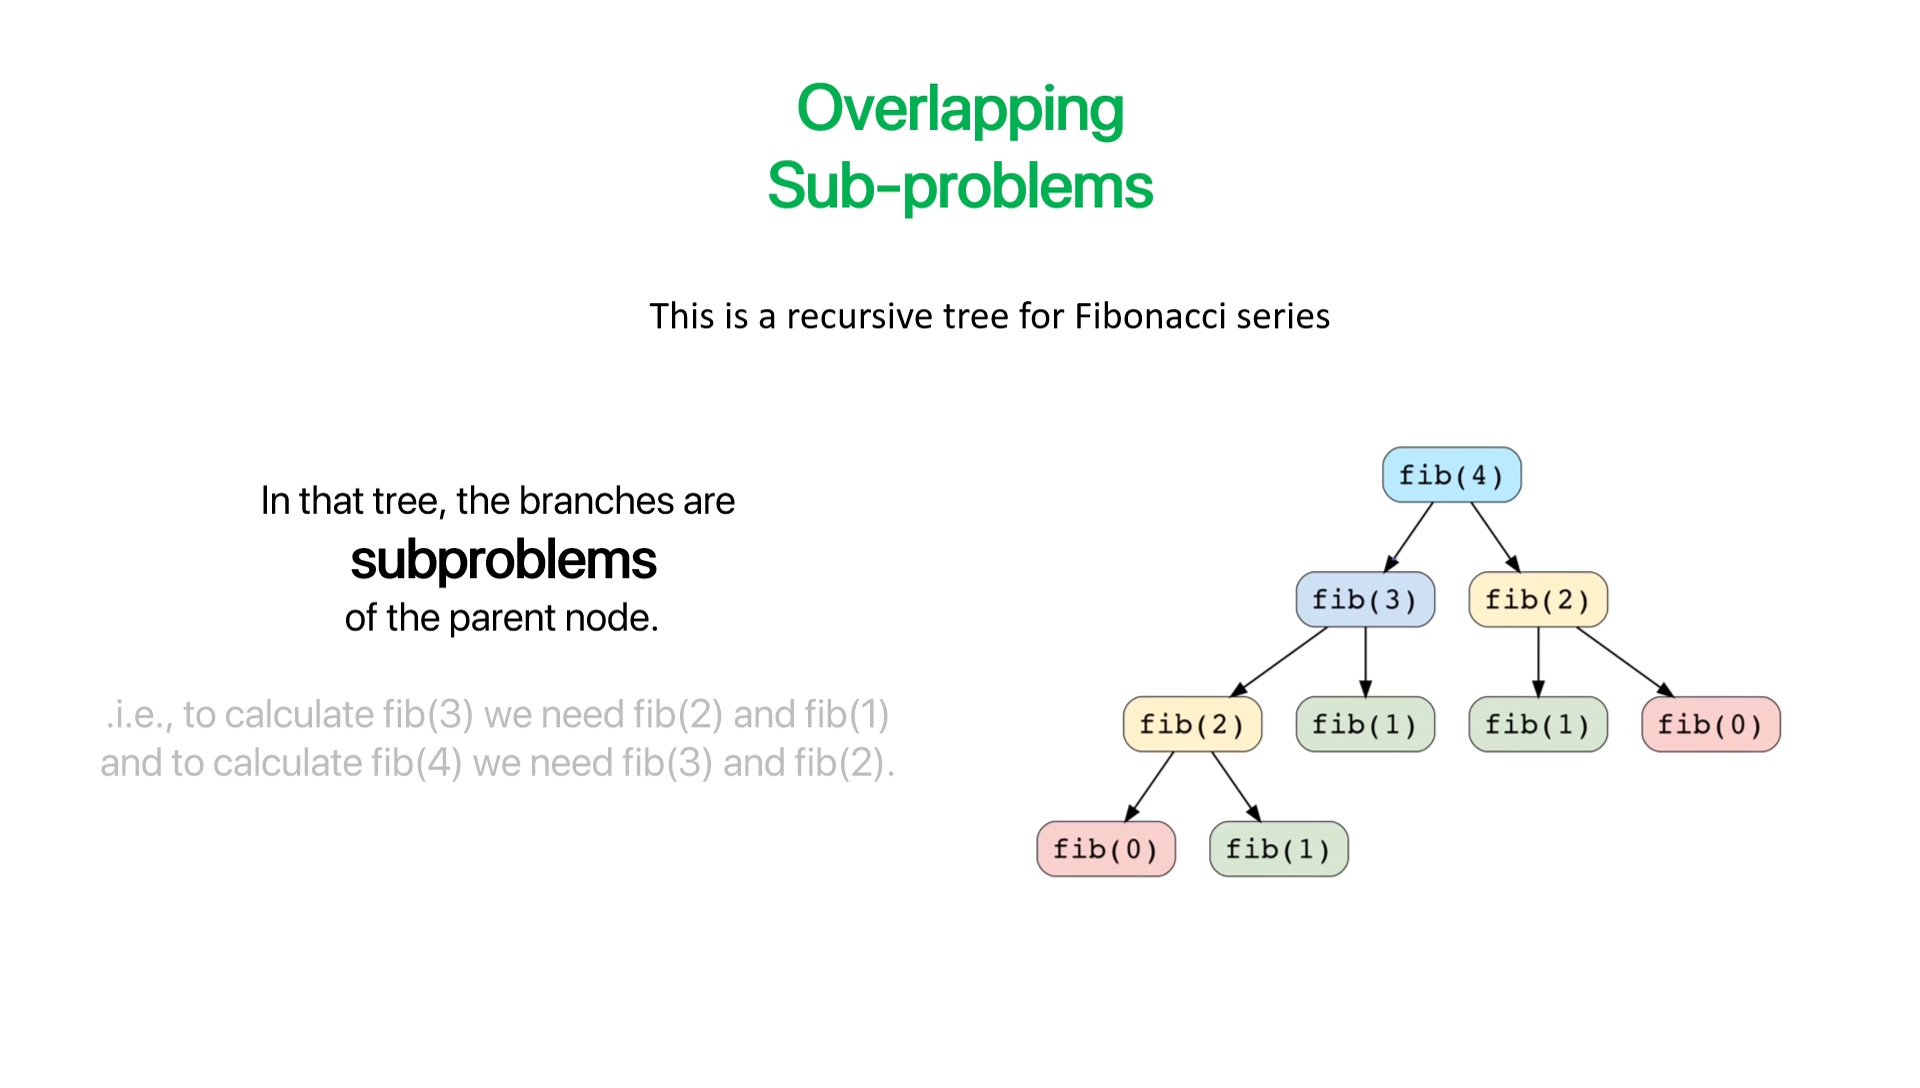 Overlapping
Sub-problems
This is a recursive tree for Fibonacci series
In that tree, the branches are
subproblems
of the parent node.
.i.e., to calculate fib(3) we need fib(2) and fib(1)
and to calculate fib(4) we need fib(3) and fib(2).
fib(4)
fib(3) fib(2)
fib(2) fib(1) fib(1) fib(0)
fib(0) fib(1)